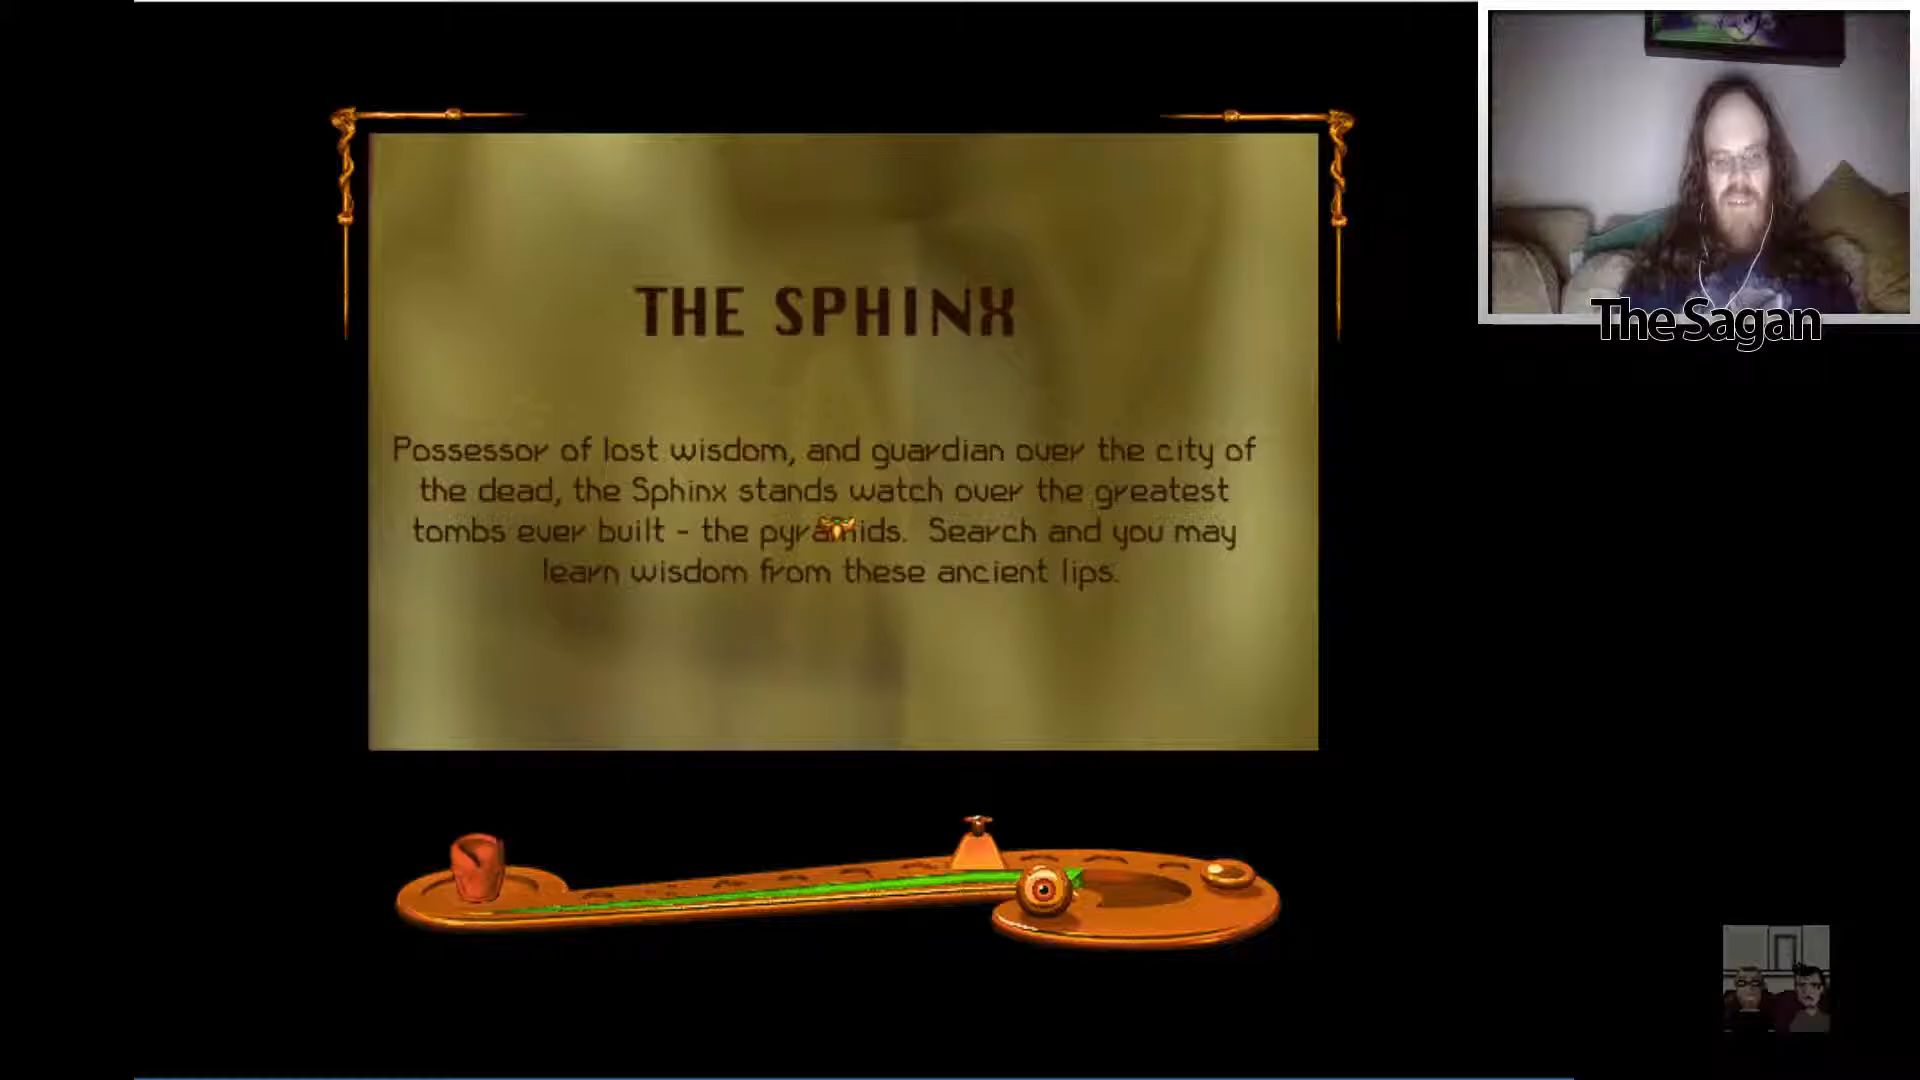 THE SPHINX
Possessor of lost wisdom, and guardian over the city of
the dead, the Sphinx stands watch over the greatest
tombs ever built - the pyramids.  Search and you may
learn wisdom from these ancient lips.
The Sagan